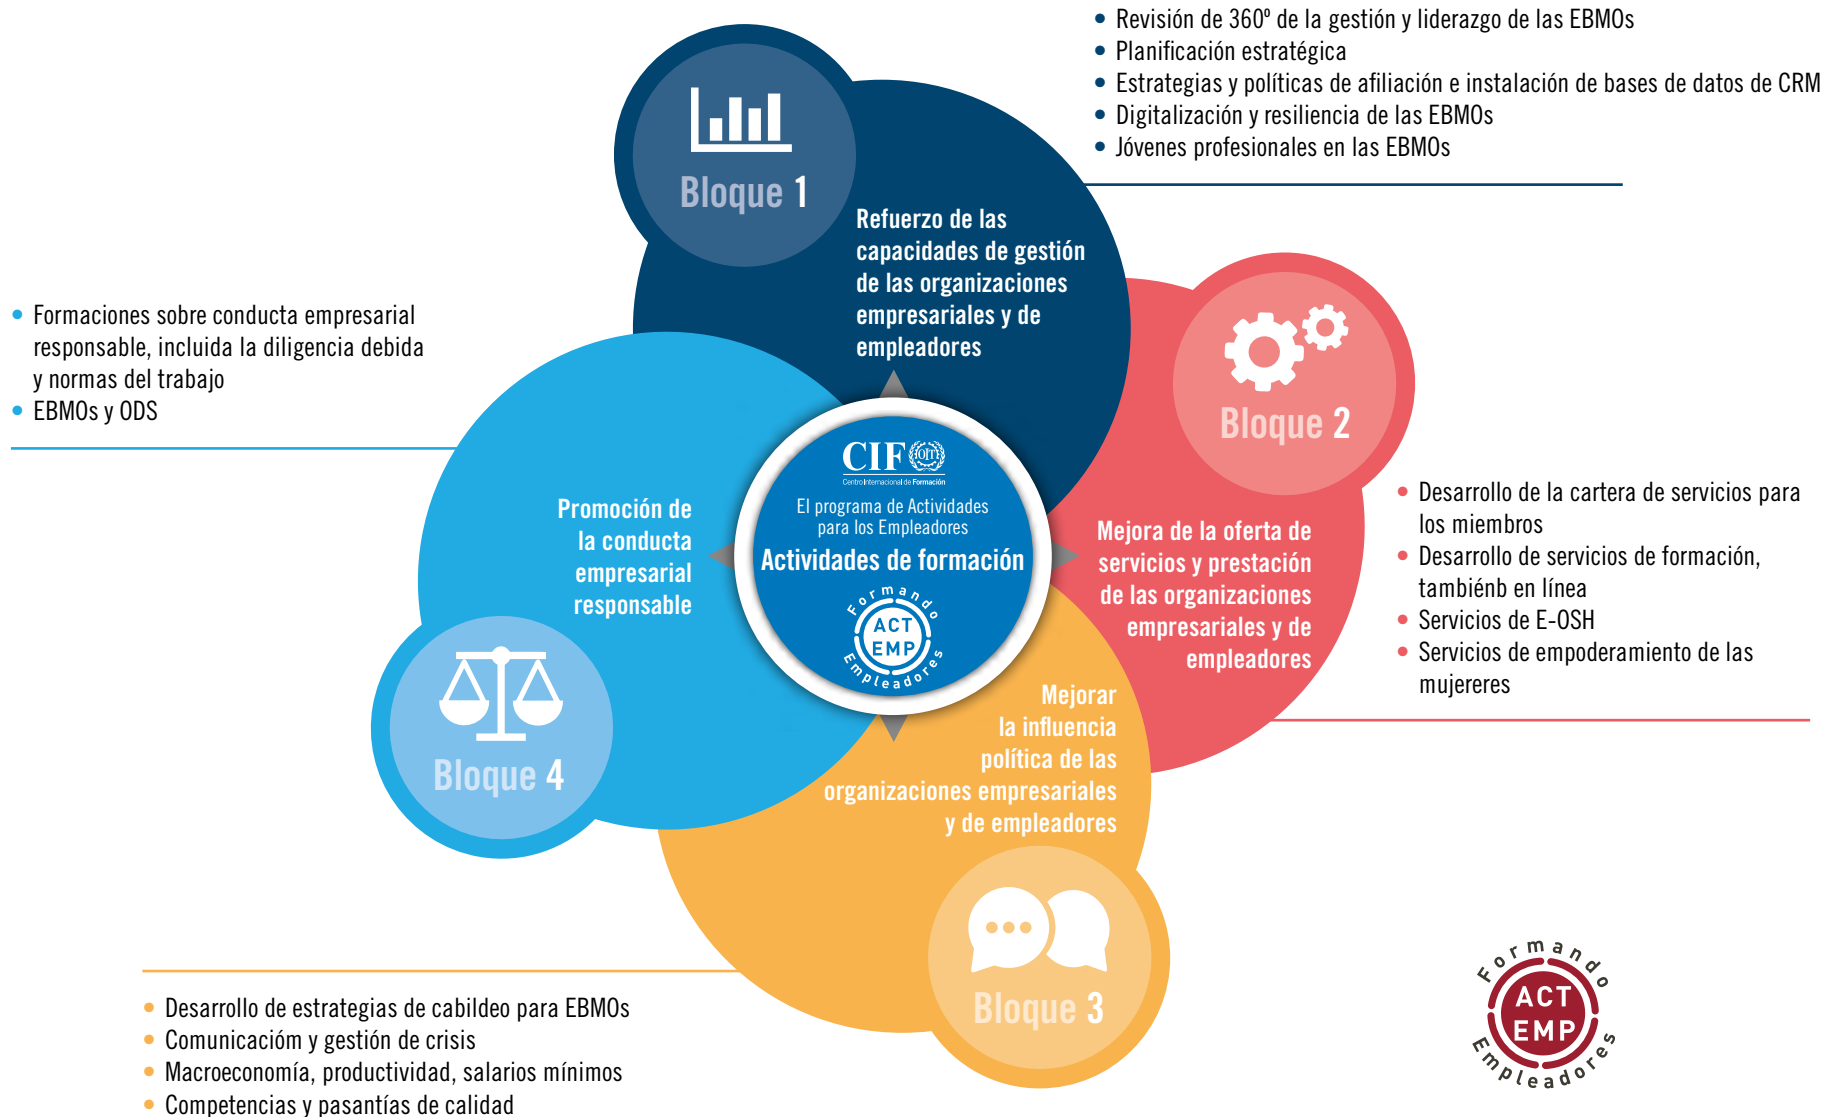 • Revisión de 360º de la gestión y liderazgo de las EBMOs
• Planificación estratégica
• Estrategias y políticas de afiliación e instalación de bases de datos de CRM
• Digitalización y resiliencia de las EBMOs
• Jóvenes profesionales en las EBMOs
Bloque 1
Refuerzo de las
capacidades de gestión
de las organizaciones
empresariales y de
empleadores
Bloque 2
Mejora de la oferta de
servicios y prestación
de las organizaciones
empresariales y de
empleadores
• Desarrollo de la cartera de servicios para
los miembros
• Desarrollo de servicios de formación,
tambiénb en línea
• Servicios de E-OSH
• Servicios de empoderamiento de las
mujereres
• Formaciones sobre conducta empresarial
responsable, incluida la diligencia debida
y normas del trabajo
• EBMOs y ODS
Promoción de
la conducta
empresarial
responsable
Bloque 4
CIF OIT
Centro Internacional de Formación
El programa de Actividades
para los Empleadores
Actividades de formación
Formando
ACT
EMP
Empleadores
Mejorar
la influencia
política de las
organizaciones empresariales
y de empleadores
Bloque 3
• Desarrollo de estrategias de cabildeo para EBMOs
• Comunicacióm y gestión de crisis
• Macroeconomía, productividad, salarios mínimos
• Competencias y pasantías de calidad
Formando
ACT
EMP
Empleadores